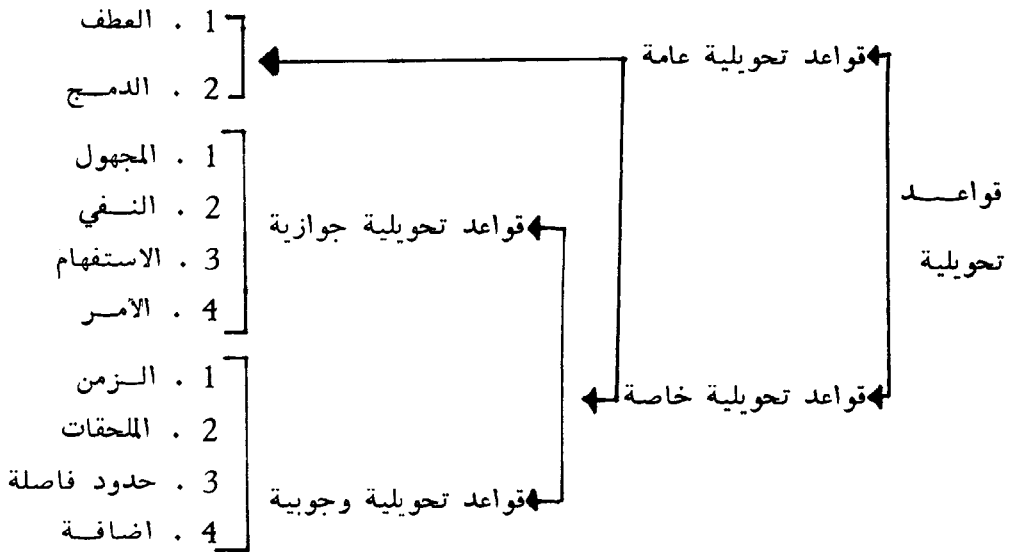 قواعد
تحويلية
قواعد تحويلية عامة
1 . العطف
2 . الدمج
قواعد تحويلية خاصة
قواعد تحويلية جوازية
1 . المجهول
2 . النفي
3 . الاستفهام
4 . الأمر
قواعد تحويلية وجوبية
1 . الزمن
2 . الملحقات
3 . حدود فاصلة
4 . اضافة